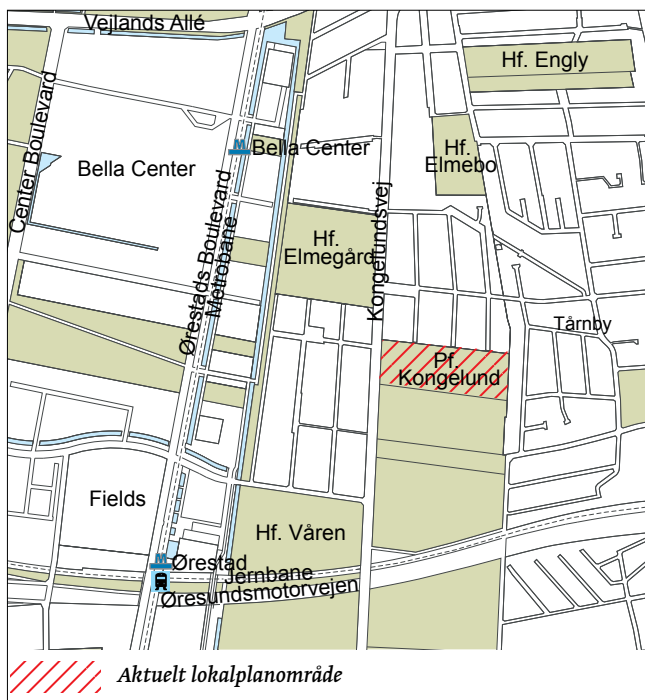 Vejlands Allé
Hf. Engly
Center Boulevard
Bella Center
M Bella Center
Hf.
Elmebo
Ørestads Boulevard
Metrobane
Hf.
Elmegård
Kongelundsvej
Tårnby
Pf.
Kongelund
Fields
Hf. Våren
M Ørestad
Jernbane
Øresundsmotorvejen
Aktuelt lokalplanområde